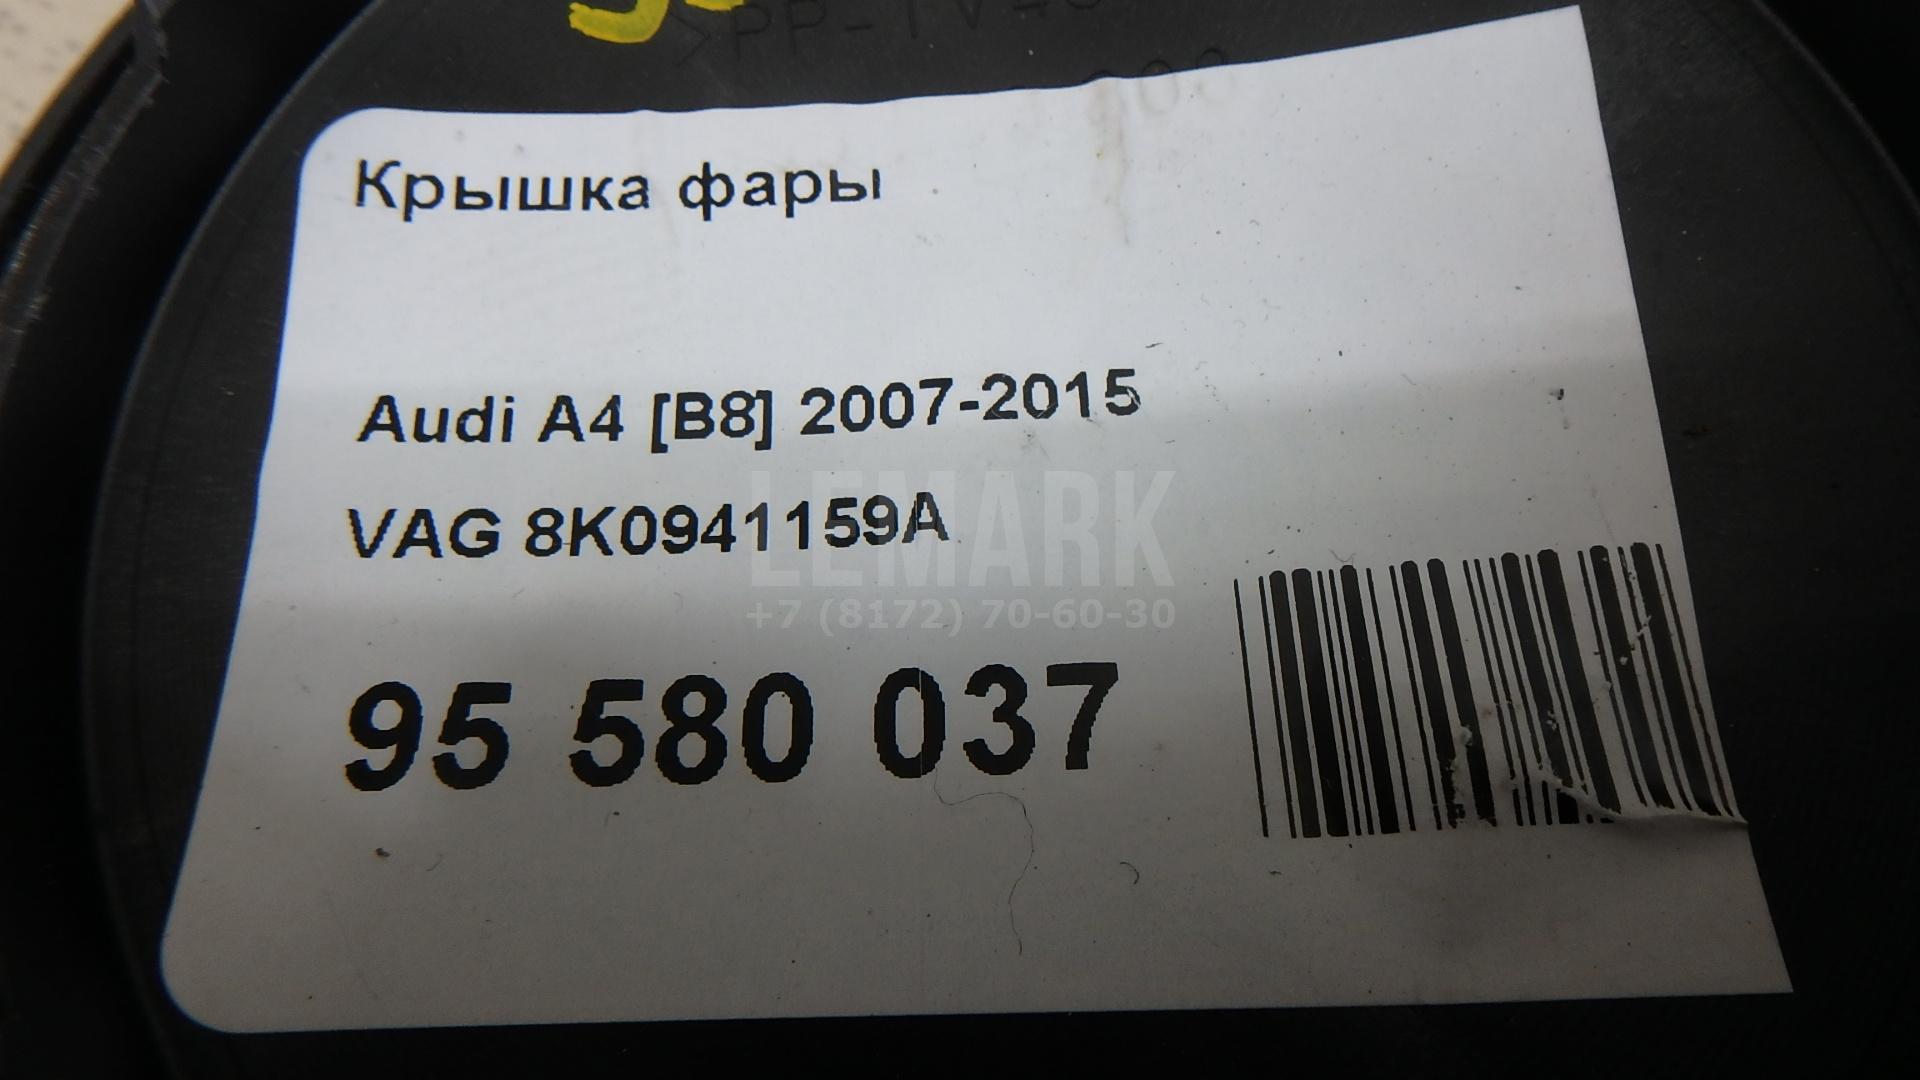 Крышка фары
Audi A4 [B8] 2007-2015
VAG 8K0941159A
LEMARK
+7 (8172) 70-60-30
95 580 037